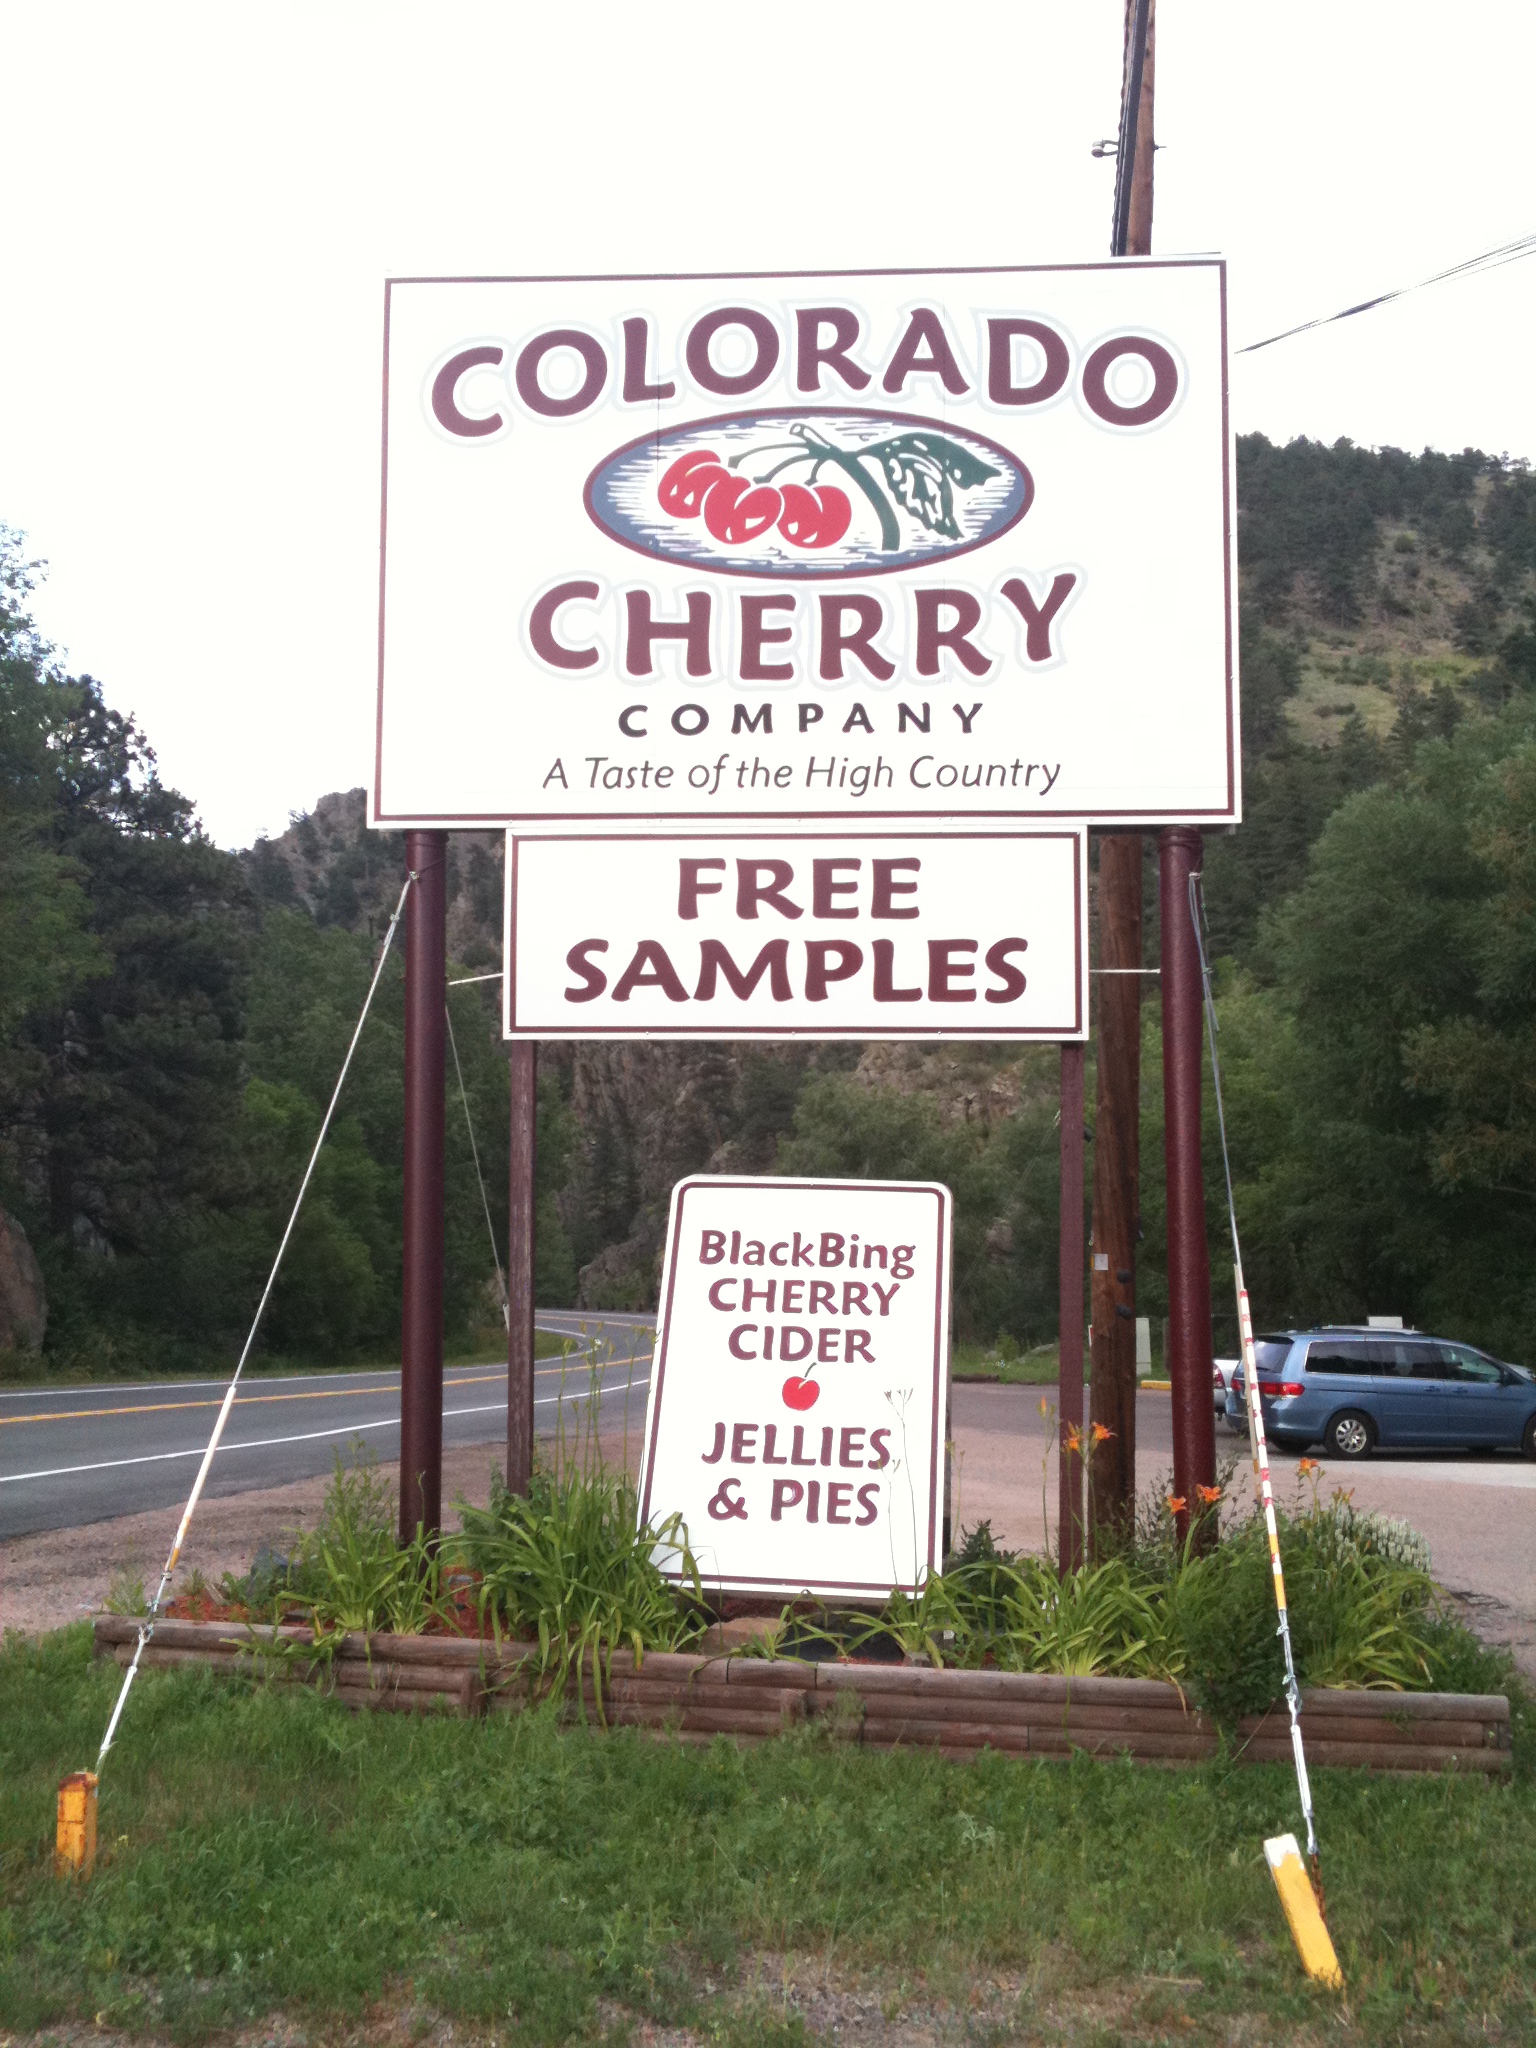 COLORADO
CHERRY
COMPANY
A Taste of the High Country
FREE
SAMPLES
BlackBing
CHERRY
CIDER
JELLIES
& PIES